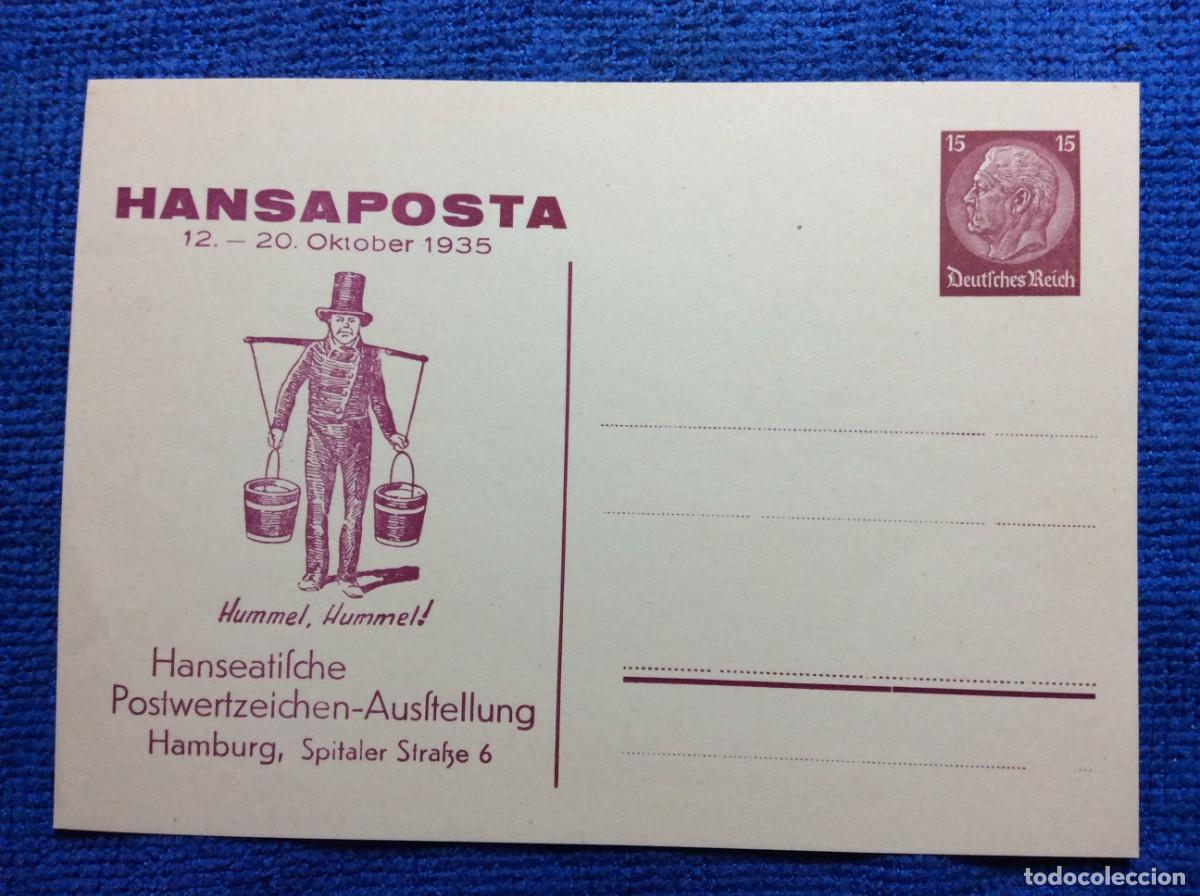 HANSAPOSTA
12. – 20. Oktober 1935
Hummel, Hummel!
Hanseatiſche
Poſtwertzeichen-Ausſtellung
Hamburg, Spitaler Straße 6
15 15
Deutſches Reich
todocoleccion